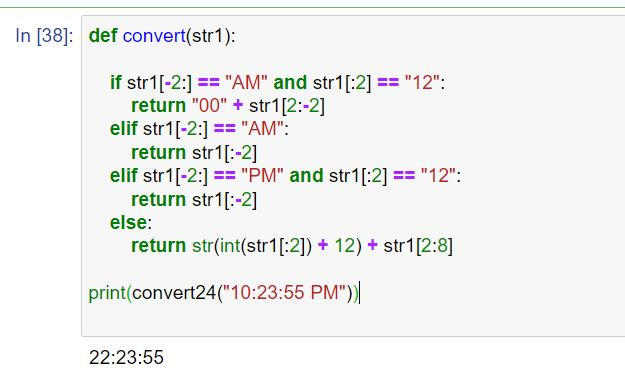 In [38]: def convert(str1):
if str1[-2:] == "AM" and str1[:2] == "12":
return "00" + str1[2:-2]
elif str1[-2:] == "AM":
return str1[:-2]
elif str1[-2:] == "PM" and str1[:2] == "12":
return str1[:-2]
else:
return str(int(str1[:2]) + 12) + str1[2:8]
print(convert24("10:23:55 PM"))
22:23:55